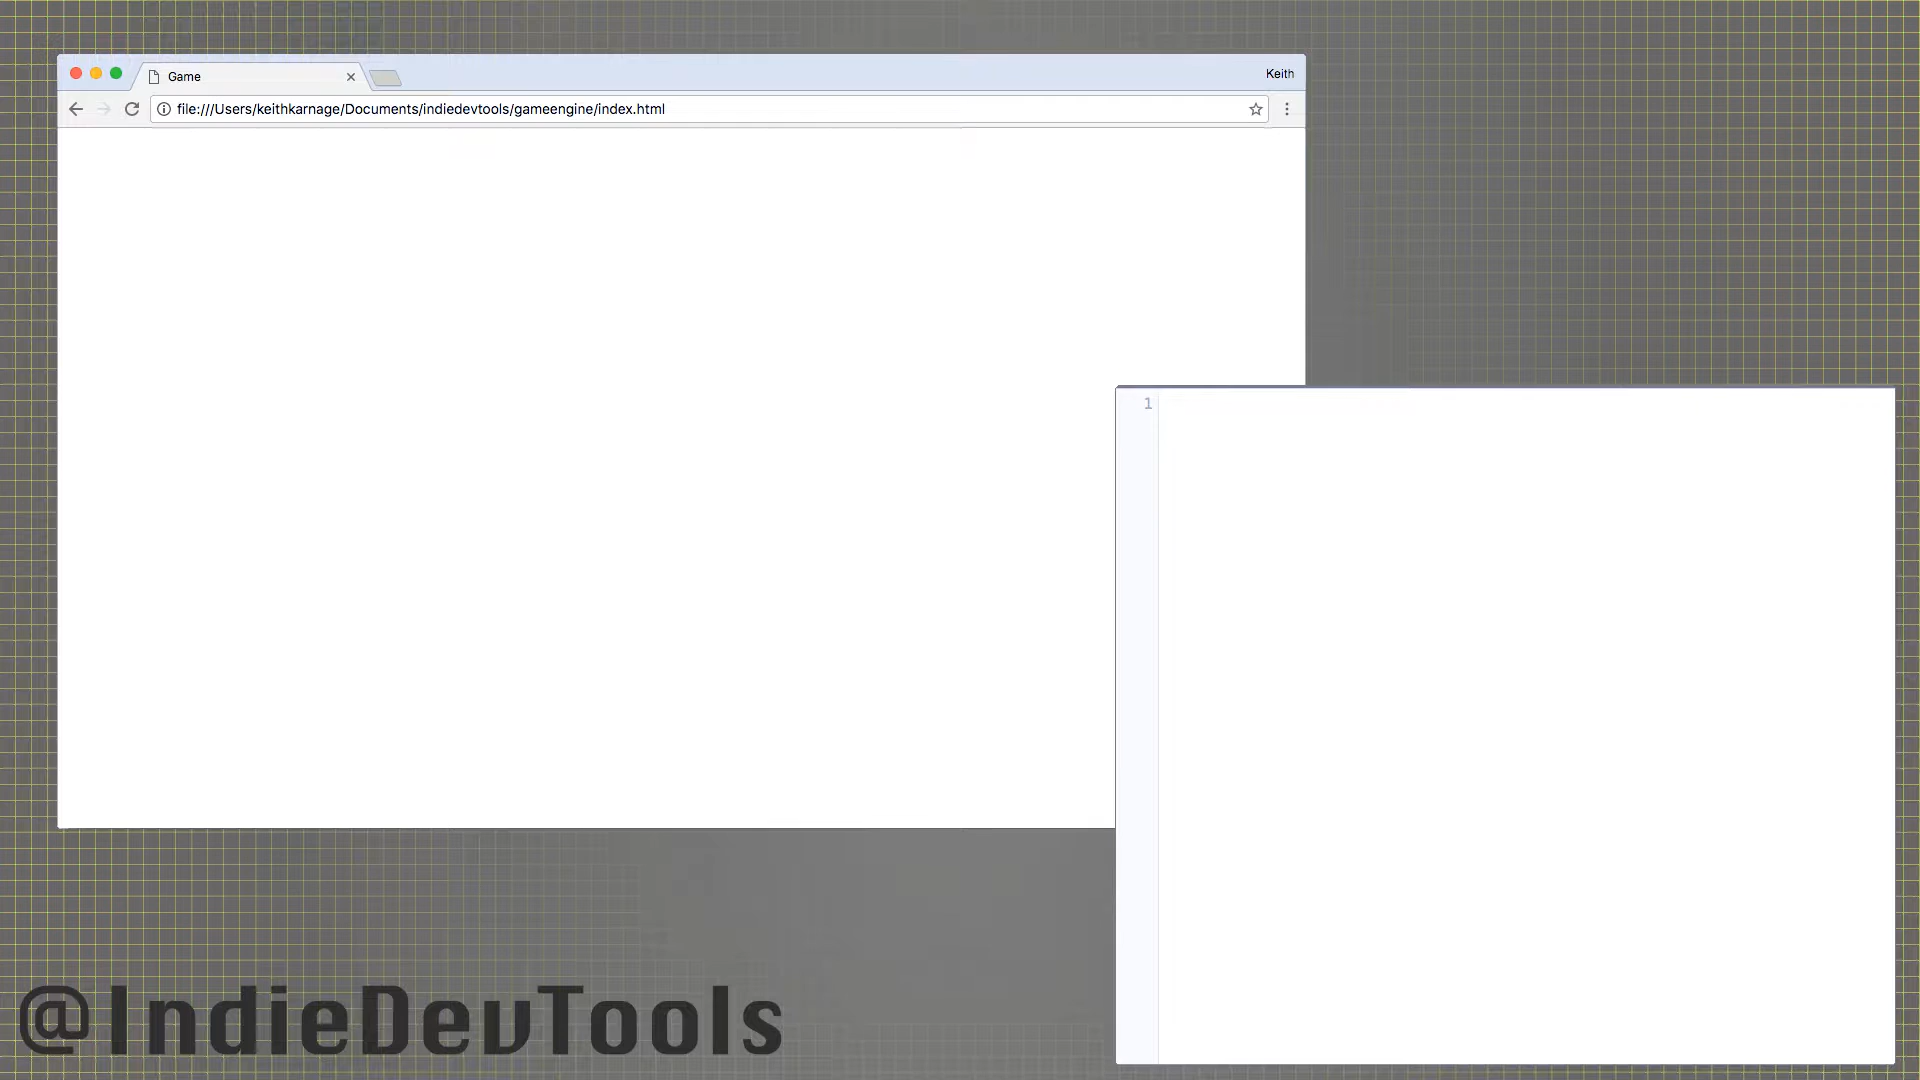 Game
Keith
file:///Users/keithkarnage/Documents/indiedevtools/gameengine/index.html
1
@IndieDevTools